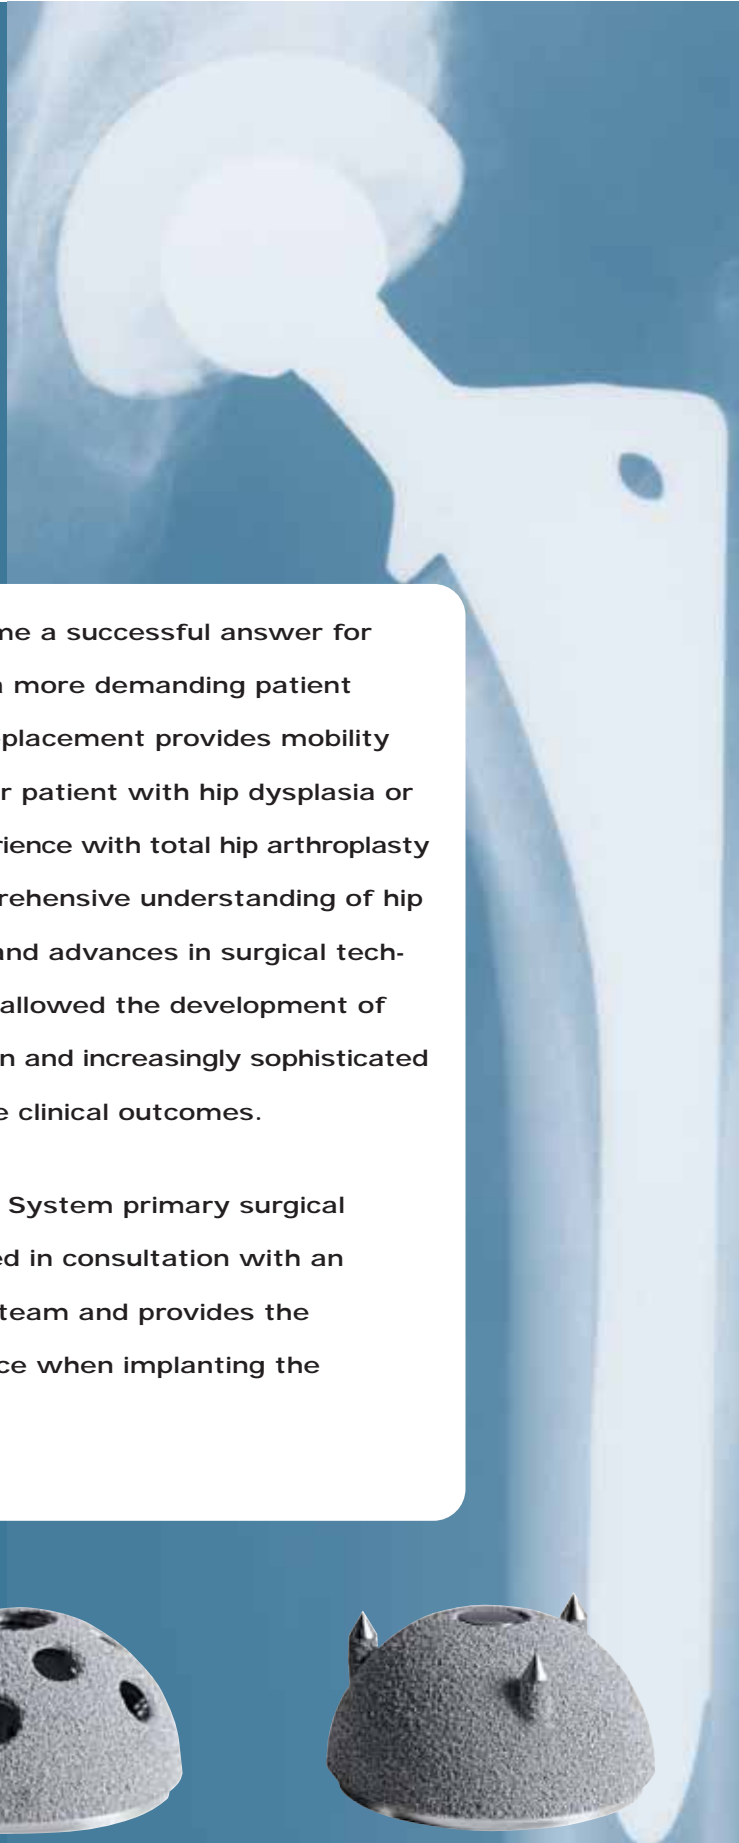 me a successful answer for
more demanding patient
placement provides mobility
r patient with hip dysplasia or
rience with total hip arthroplasty
rehensive understanding of hip
and advances in surgical tech-
allowed the development of
n and increasingly sophisticated
e clinical outcomes.
System primary surgical
ed in consultation with an
team and provides the
ce when implanting the